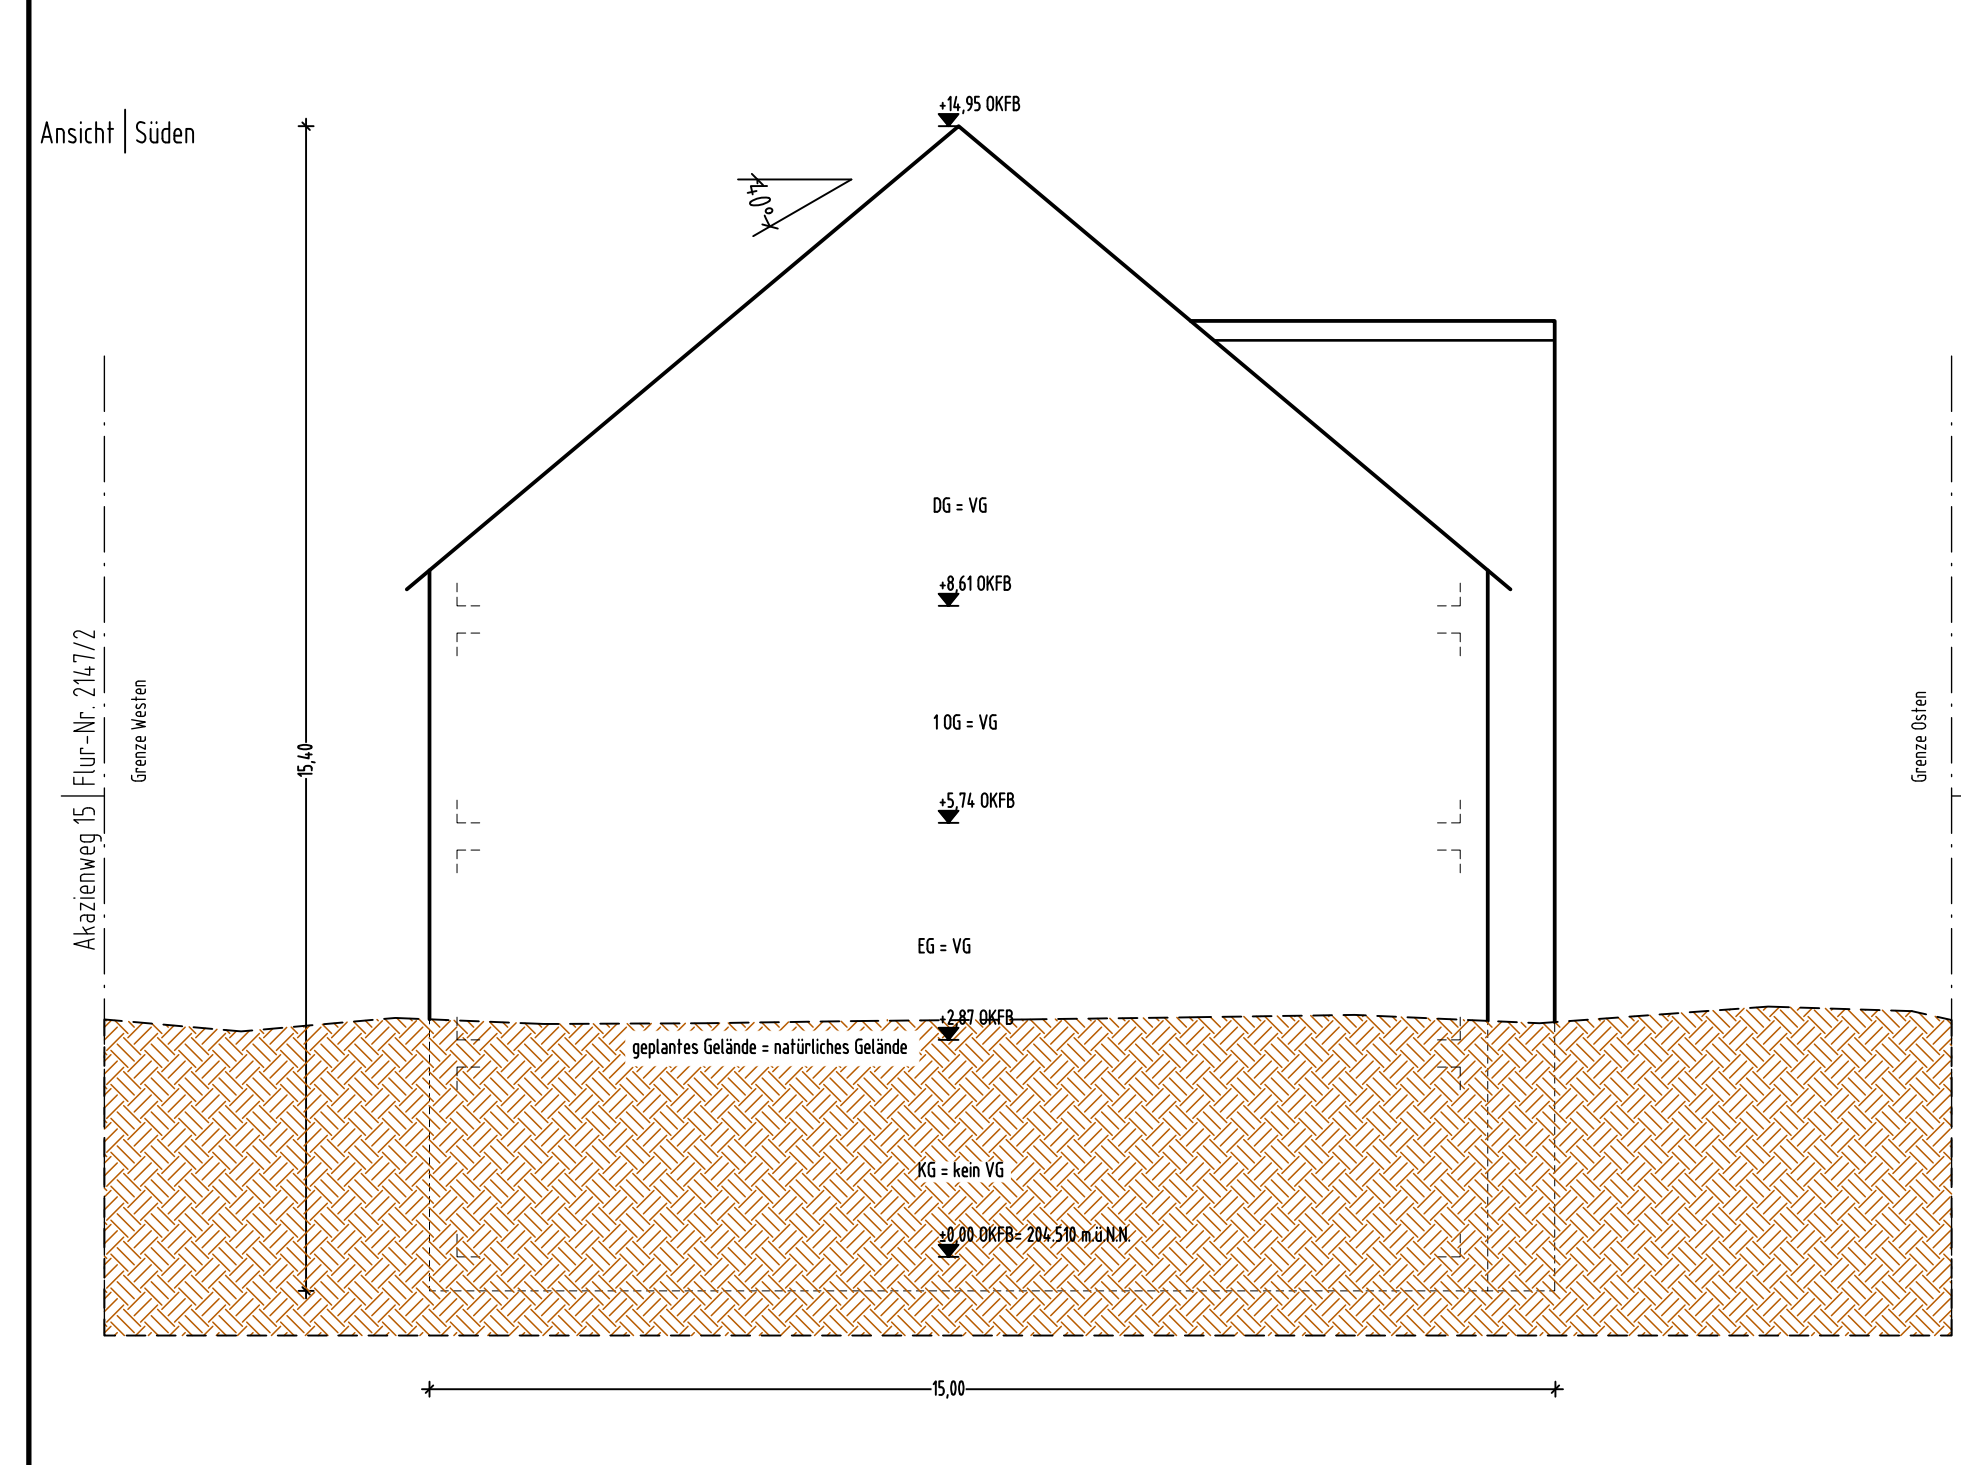 +14,95 OKFB
Ansicht | Süden
40°
DG = VG
+8,61 OKFB
Akazienweg 15 | Flur-Nr. 2147/2
Grenze Westen
15,40
1 OG = VG
Grenze Osten
+5,74 OKFB
EG = VG
+2,87 OKFB
geplantes Gelände = natürliches Gelände
KG = kein VG
±0,00 OKFB= 204.510 m.ü.N.N.
15,00